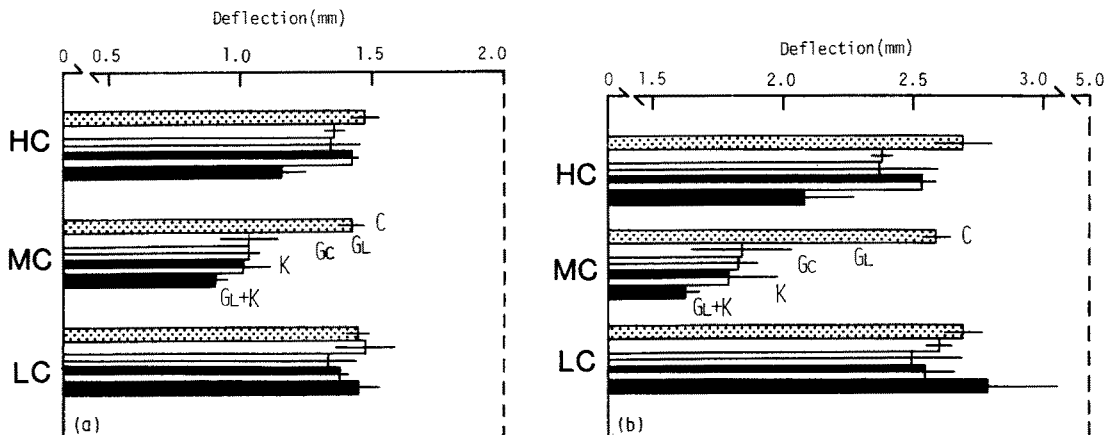 Deflection(mm)
0 0.5 1.0 1.5 2.0
HC
MC
LC
C
GL
GC
K
GL+K
(a)
Deflection(mm)
0 1.5 2.0 2.5 3.0 5.0
HC
MC
LC
C
GL
GC
K
GL+K
(b)